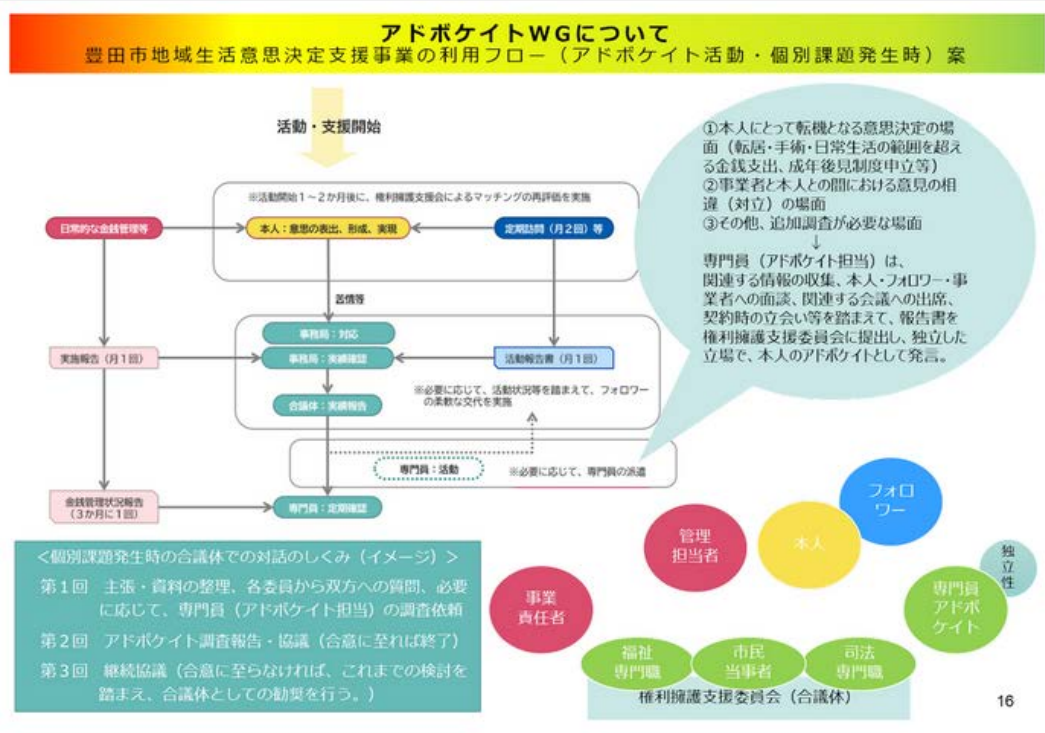 アドボケイトWGについて
豊田市地域生活意思決定支援事業の利用フロー（アドボケイト活動・個別課題発生時）案
活動・支援開始
※活動開始1～2か月後に、権利擁護支援会によるマッチングの再評価を実施
日常的な金銭管理等
本人：意思の表出、形成、実現
定期訪問（月2回）等
苦情等
事務局：対応
実施報告（月1回）
事務局：実績確認
活動報告書（月1回）
※必要に応じて、活動状況等を踏まえて、フォロワー
の柔軟な交代を実施
合議体：実績報告
専門員：活動
※必要に応じて、専門員の派遣
金銭管理状況報告
（3か月に1回）
専門員：定期確認
①本人にとって転機となる意思決定の場
面（転居・手術・日常生活の範囲を超え
る金銭支出、成年後見制度申立等）
②事業者と本人との間における意見の相
違（対立）の場面
③その他、追加調査が必要な場面
↓
専門員（アドボケイト担当）は、
関連する情報の収集、本人・フォロワー・事
業者への面談、関連する会議への出席、
契約時の立会い等を踏まえて、報告書を
権利擁護支援委員会に提出し、独立した
立場で、本人のアドボケイトとして発言。
＜個別課題発生時の合議体での対話のしくみ（イメージ）＞
第1回　主張・資料の整理、各委員から双方への質問、必要
に応じて、専門員（アドボケイト担当）の調査依頼
第2回　アドボケイト調査報告・協議（合意に至れば終了）
第3回　継続協議（合意に至らなければ、これまでの検討を
踏まえ、合議体としての勧奨を行う。）
事業
責任者
管理
担当者
本人
フォロ
ワー
独立性
専門員
アドボ
ケイト
福祉
専門職
市民
当事者
司法
専門職
権利擁護支援委員会（合議体）
16